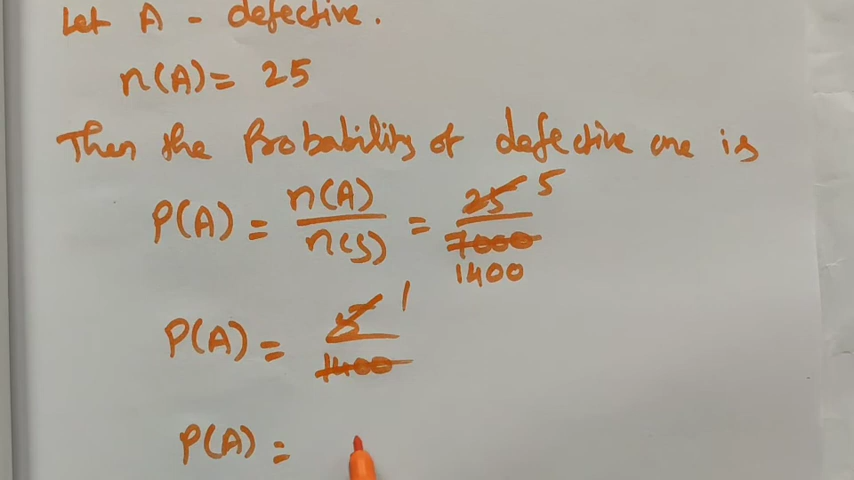 Let A - defective.
n(A) = 25
Then the Probability of defective one is
P(A) = n(A) / n(S) = 25 5 / 7000 1400
P(A) = 5 1 / 1400
P(A) =